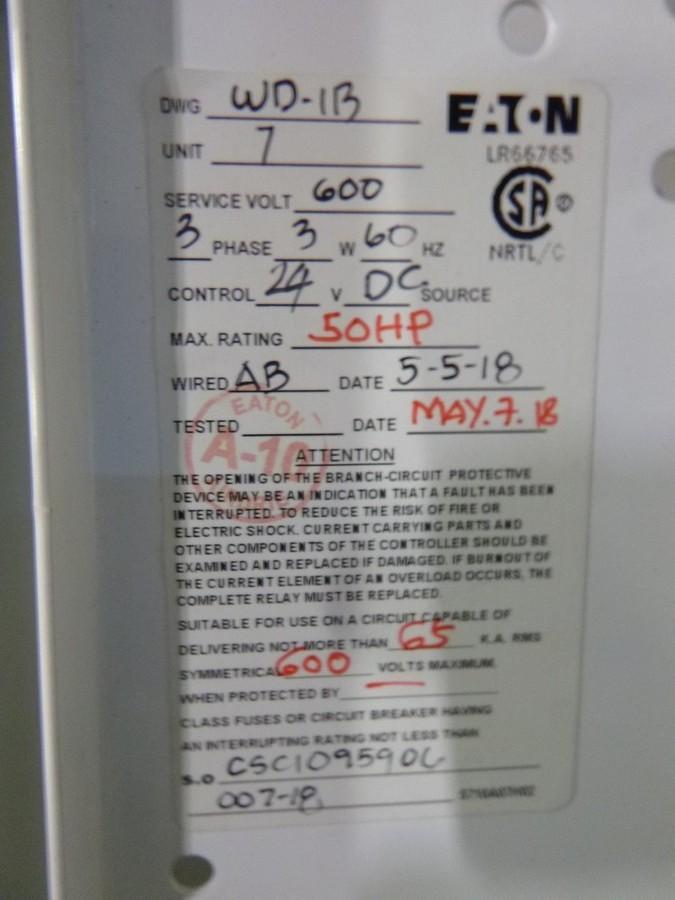 DWG WD-1B
EATON
UNIT 7
LR66765
SERVICE VOLT 600
SA
3 PHASE 3 W 60 HZ
NRTL/C
CONTROL 24 V DC SOURCE
MAX. RATING 50HP
WIRED AB DATE 5-5-18
TESTED DATE MAY.7.18
EATON
A-10
ATTENTION
THE OPENING OF THE BRANCH-CIRCUIT PROTECTIVE
DEVICE MAY BE AN INDICATION THAT A FAULT HAS BEEN
INTERRUPTED. TO REDUCE THE RISK OF FIRE OR
ELECTRIC SHOCK. CURRENT CARRYING PARTS AND
OTHER COMPONENTS OF THE CONTROLLER SHOULD BE
EXAMINED AND REPLACED IF DAMAGED. IF BURNOUT OF
THE CURRENT ELEMENT OF AN OVERLOAD OCCURS, THE
COMPLETE RELAY MUST BE REPLACED.
SUITABLE FOR USE ON A CIRCUIT CAPABLE OF
DELIVERING NOT MORE THAN 65 K.A. RMS
SYMMETRICAL 600 VOLTS MAXIMUM.
WHEN PROTECTED BY
CLASS FUSES OR CIRCUIT BREAKER HAVING
AN INTERRUPTING RATING NOT LESS THAN
S.O
007-18